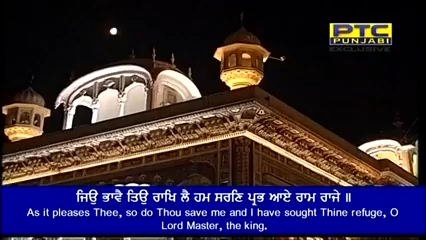 PTC
PUNJABI
EXCLUSIVE
ਜਿਉ ਭਾਵੈ ਤਿਉ ਰਾਖਿ ਲੈ ਹਮ ਸਰਣਿ ਪ੍ਰਭ ਆਏ ਰਾਮ ਰਾਜੇ ॥
As it pleases Thee, so do Thou save me and I have sought Thine refuge, O
Lord Master, the king.